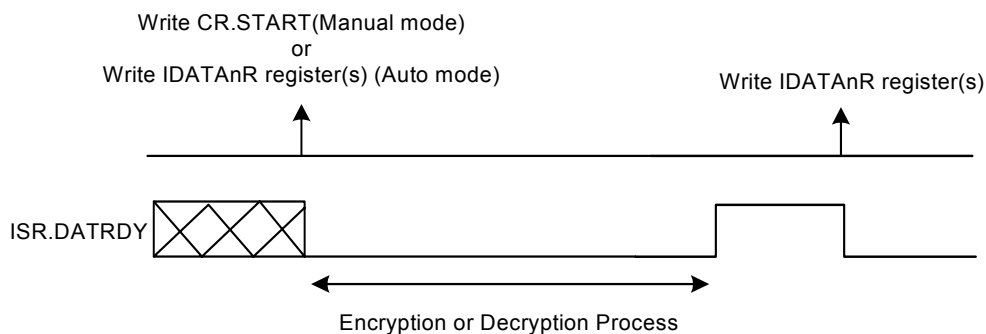 Write CR.START(Manual mode)
or
Write IDATAnR register(s) (Auto mode)
Write IDATAnR register(s)
ISR.DATRDY
Encryption or Decryption Process